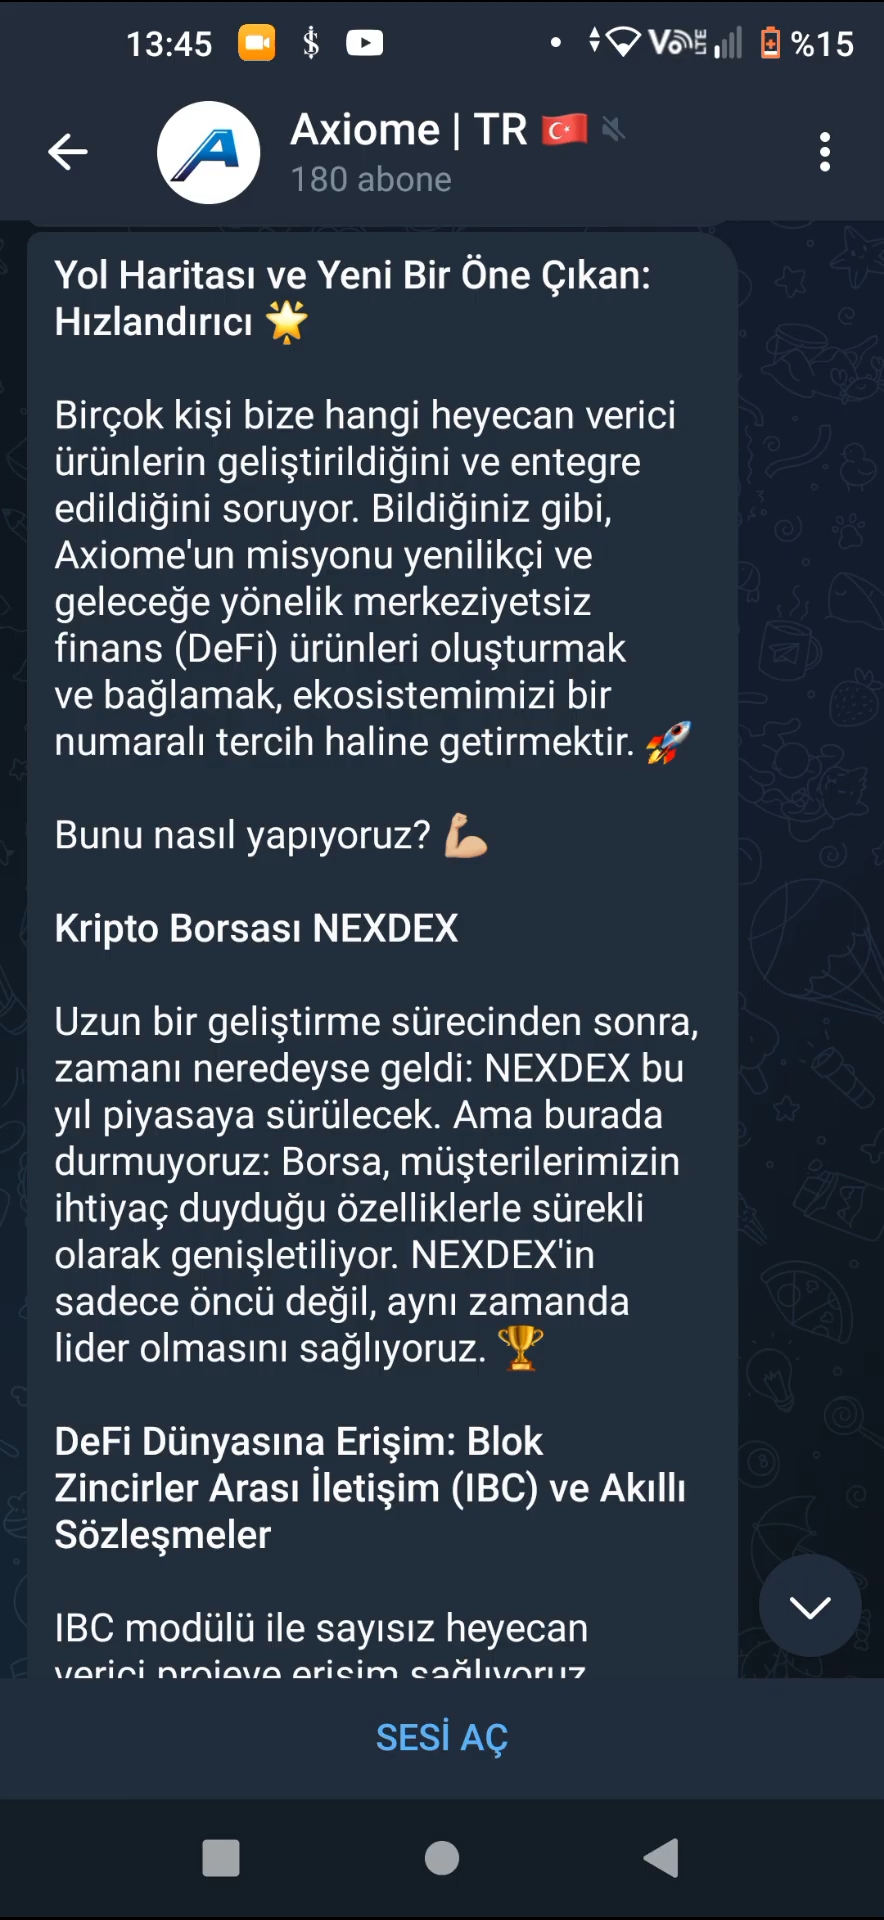 13:45
%15
Axiome | TR
180 abone
Yol Haritası ve Yeni Bir Öne Çıkan:
Hızlandırıcı
Birçok kişi bize hangi heyecan verici
ürünlerin geliştirildiğini ve entegre
edildiğini soruyor. Bildiğiniz gibi,
Axiome'un misyonu yenilikçi ve
geleceğe yönelik merkeziyetsiz
finans (DeFi) ürünleri oluşturmak
ve bağlamak, ekosistemimizi bir
numaralı tercih haline getirmektir.
Bunu nasıl yapıyoruz?
Kripto Borsası NEXDEX
Uzun bir geliştirme sürecinden sonra,
zamanı neredeyse geldi: NEXDEX bu
yıl piyasaya sürülecek. Ama burada
durmuyoruz: Borsa, müşterilerimizin
ihtiyaç duyduğu özelliklerle sürekli
olarak genişletiliyor. NEXDEX'in
sadece öncü değil, aynı zamanda
lider olmasını sağlıyoruz.
DeFi Dünyasına Erişim: Blok
Zincirler Arası İletişim (IBC) ve Akıllı
Sözleşmeler
IBC modülü ile sayısız heyecan
verici projeye erişim sağlıyoruz
SESİ AÇ